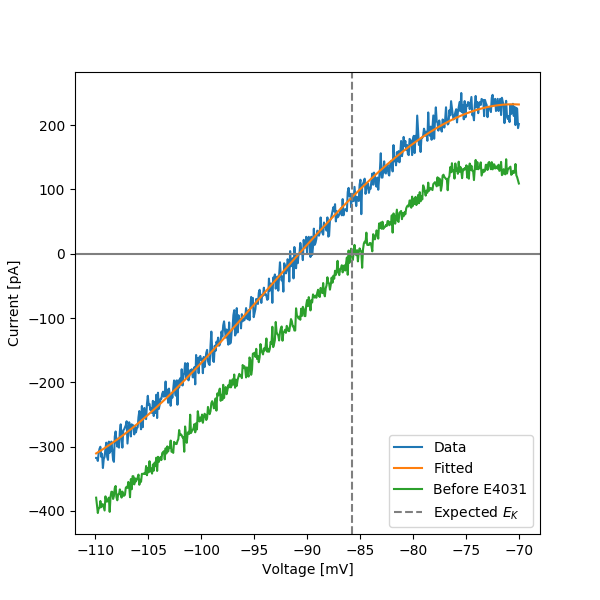 200
100
0
−100
−200
−300
−400
Current [pA]
−110 −105 −100 −95 −90 −85 −80 −75 −70
Voltage [mV]
Data
Fitted
Before E4031
Expected E_K